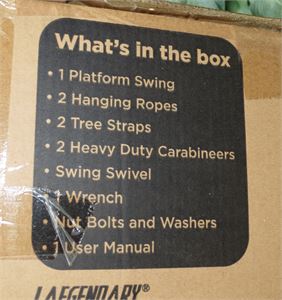 What's in the box
• 1 Platform Swing
• 2 Hanging Ropes
• 2 Tree Straps
• 2 Heavy Duty Carabineers
• Swing Swivel
• 1 Wrench
• Nut Bolts and Washers
• 1 User Manual
LAEGENDARY®